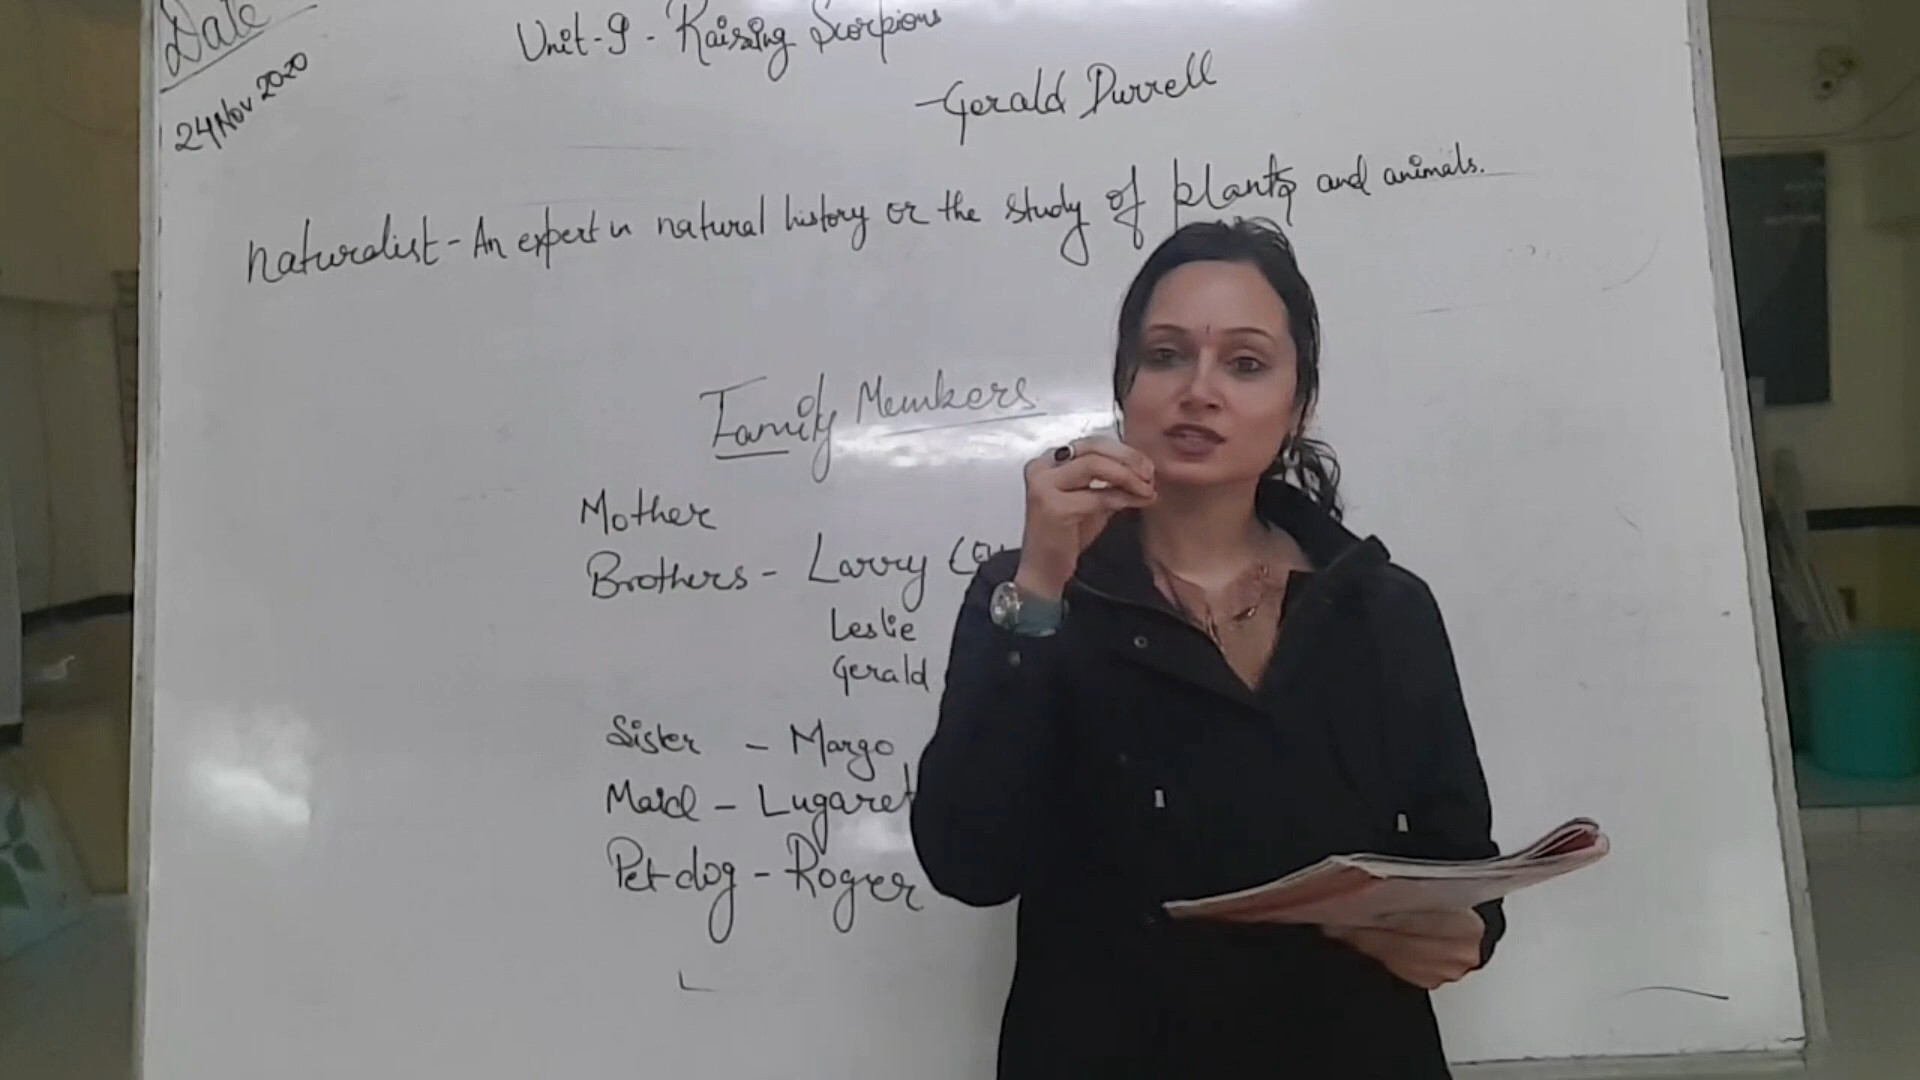 Date
24 Nov 2020
Unit-9 - Raising Scorpions
- Gerald Durrell
Naturalist - An expert in natural history or the study of plants and animals.
Family Members
Mother
Brothers - Larry
Leslie
Gerald
Sister - Margo
Maid - Lugaret
Pet dog - Roger